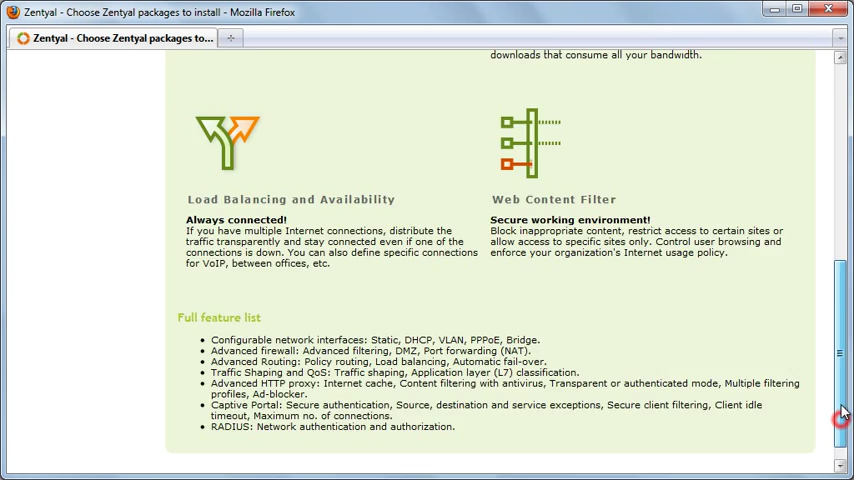 Zentyal - Choose Zentyal packages to install - Mozilla Firefox
Zentyal - Choose Zentyal packages to...
downloads that consume all your bandwidth.
Load Balancing and Availability
Always connected!
If you have multiple Internet connections, distribute the
traffic transparently and stay connected even if one of the
connections is down. You can also define specific connections
for VoIP, between offices, etc.
Web Content Filter
Secure working environment!
Block inappropriate content, restrict access to certain sites or
allow access to specific sites only. Control user browsing and
enforce your organization's Internet usage policy.
Full feature list
Configurable network interfaces: Static, DHCP, VLAN, PPPoE, Bridge.
Advanced firewall: Advanced filtering, DMZ, Port forwarding (NAT).
Advanced Routing: Policy routing, Load balancing, Automatic fail-over.
Traffic Shaping and QoS: Traffic shaping, Application layer (L7) classification.
Advanced HTTP proxy: Internet cache, Content filtering with antivirus, Transparent or authenticated mode, Multiple filtering
profiles, Ad-blocker.
Captive Portal: Secure authentication, Source, destination and service exceptions, Secure client filtering, Client idle
timeout, Maximum no. of connections.
RADIUS: Network authentication and authorization.